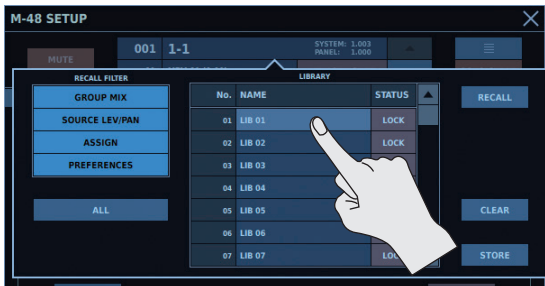 M-48 SETUP
001 1-1
SYSTEM: 1.003
PANEL: 1.000
MUTE
RECALL FILTER
LIBRARY
GROUP MIX
SOURCE LEV/PAN
ASSIGN
PREFERENCES
ALL
No. NAME STATUS
01 LIB 01 LOCK
02 LIB 02 LOCK
03 LIB 03
04 LIB 04
05 LIB 05
06 LIB 06
07 LIB 07
RECALL
CLEAR
STORE